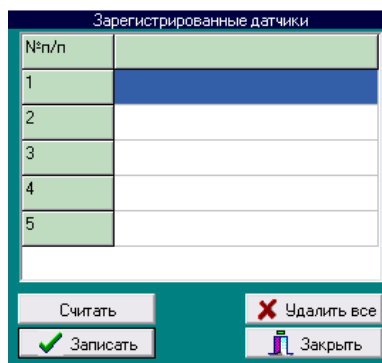 Зарегистрированные датчики
№п/п
1
2
3
4
5
Считать
Удалить все
Записать
Закрыть